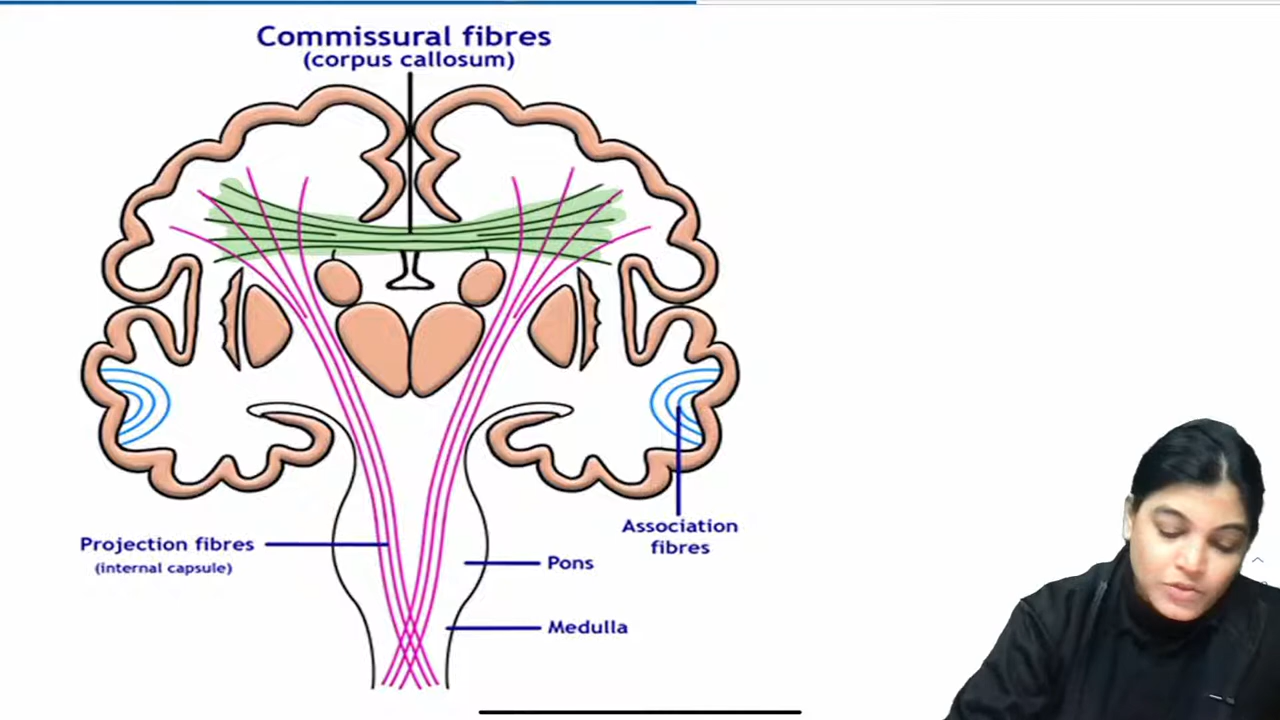 Commissural fibres
(corpus callosum)
Association
fibres
Projection fibres
(internal capsule)
Pons
Medulla